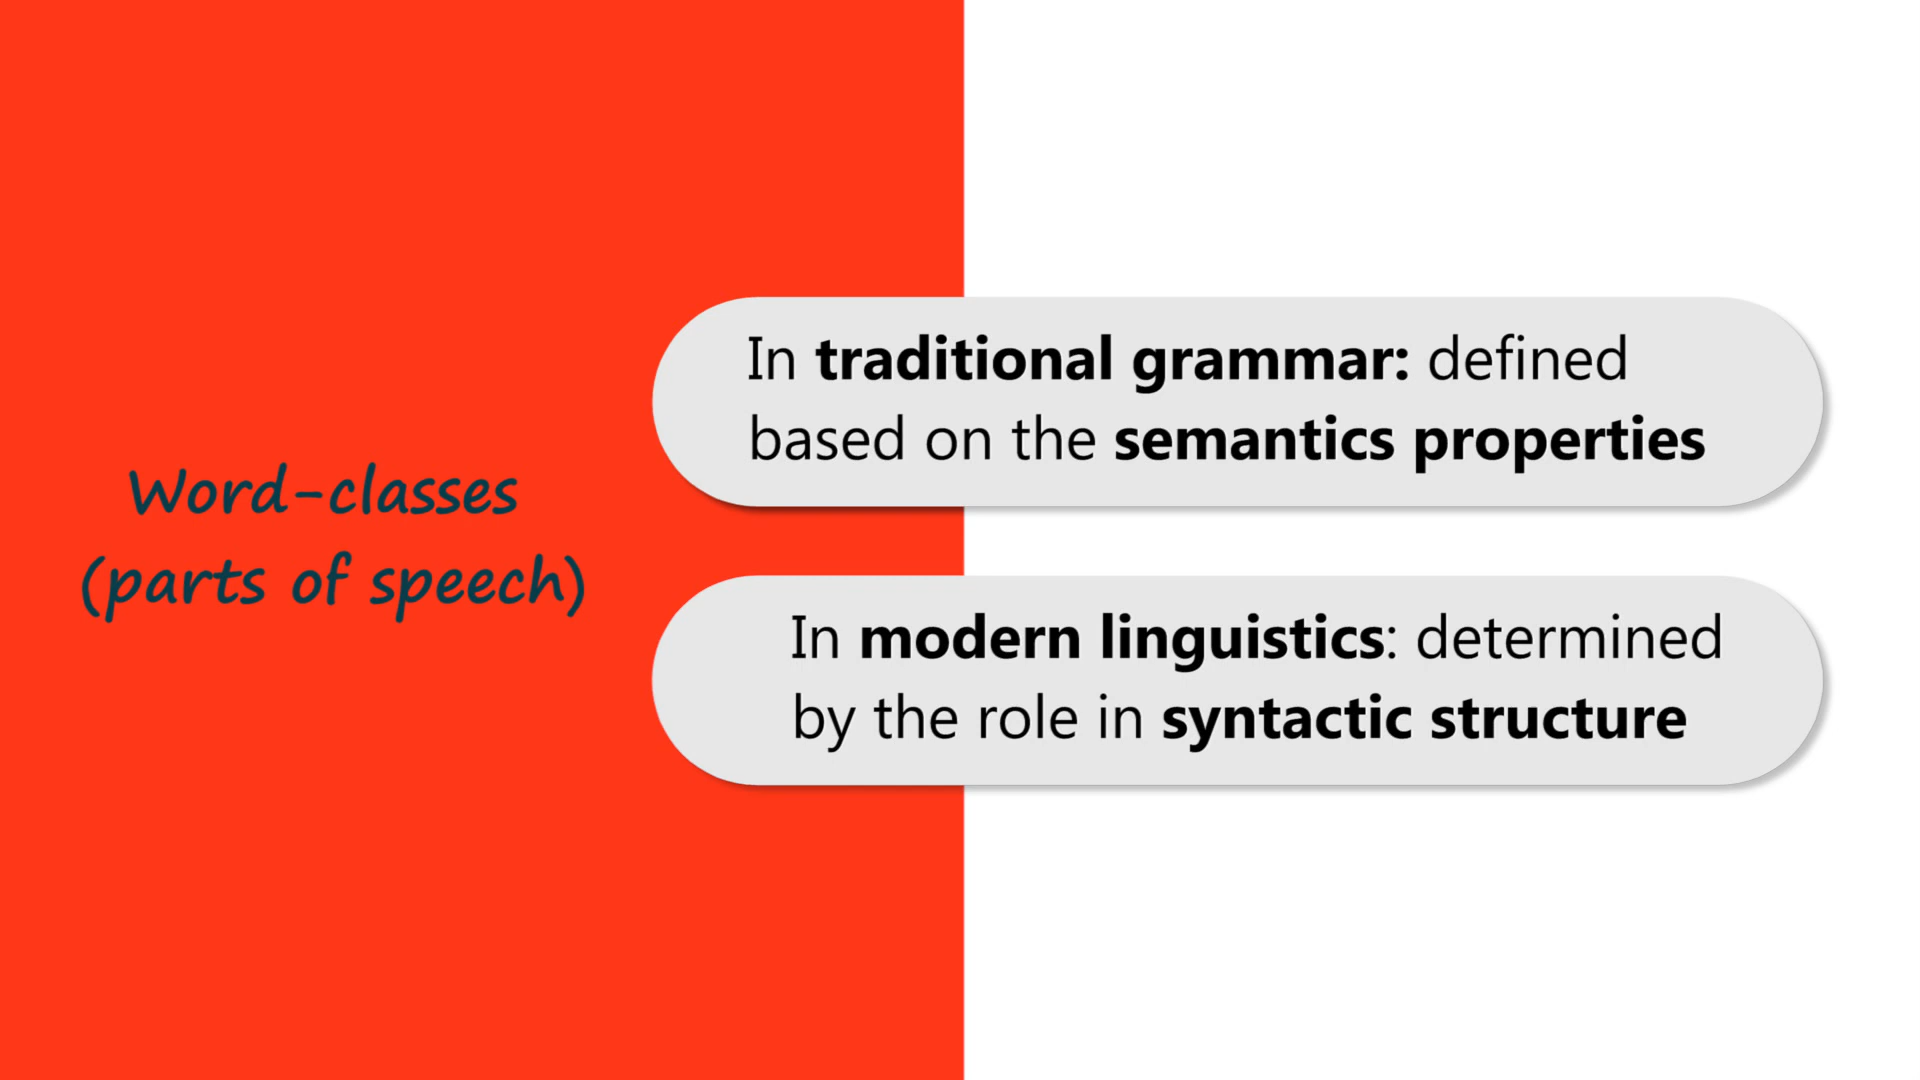 Word-classes
(parts of speech)
In traditional grammar: defined
based on the semantics properties
In modern linguistics: determined
by the role in syntactic structure